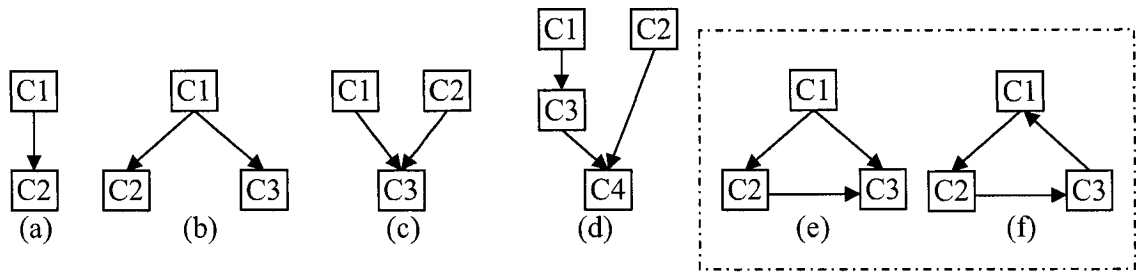 C1 C2
C1 C1 C1 C2 C3 C1 C1
C2 C2 C3 C3 C4 C2 C3 C2 C3
(a) (b) (c) (d) (e) (f)